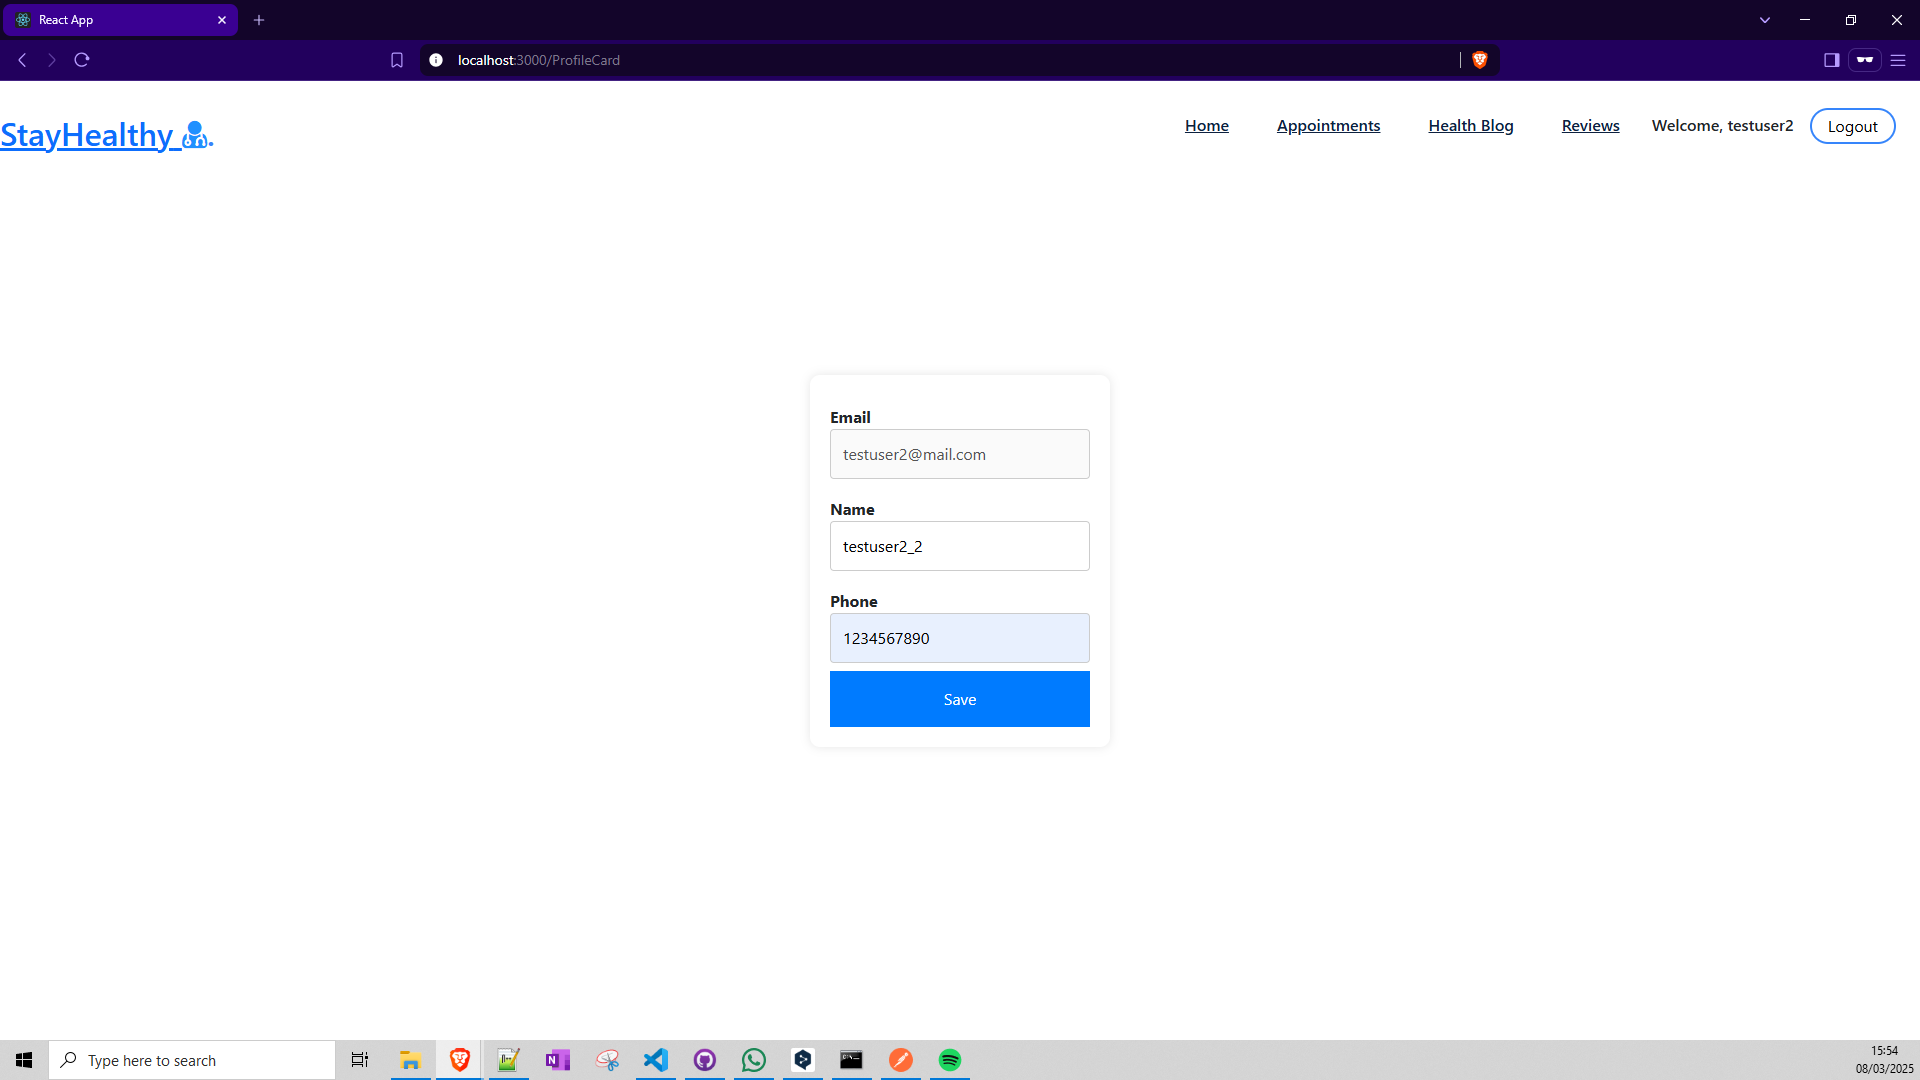 React App
localhost:3000/ProfileCard
StayHealthy .
Home
Appointments
Health Blog
Reviews
Welcome, testuser2
Logout
Email
testuser2@mail.com
Name
testuser2_2
Phone
1234567890
Save
Type here to search
15:54
08/03/2025